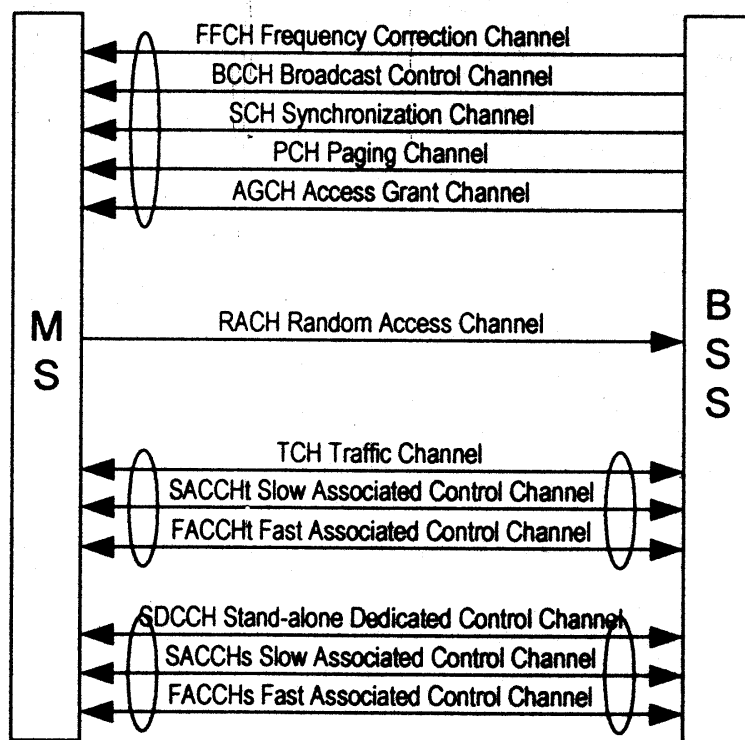 FFCH Frequency Correction Channel
BCCH Broadcast Control Channel
SCH Synchronization Channel
PCH Paging Channel
AGCH Access Grant Channel
MS
RACH Random Access Channel
BSS
TCH Traffic Channel
SACCHt Slow Associated Control Channel
FACCHt Fast Associated Control Channel
SDCCH Stand-alone Dedicated Control Channel
SACCHs Slow Associated Control Channel
FACCHs Fast Associated Control Channel